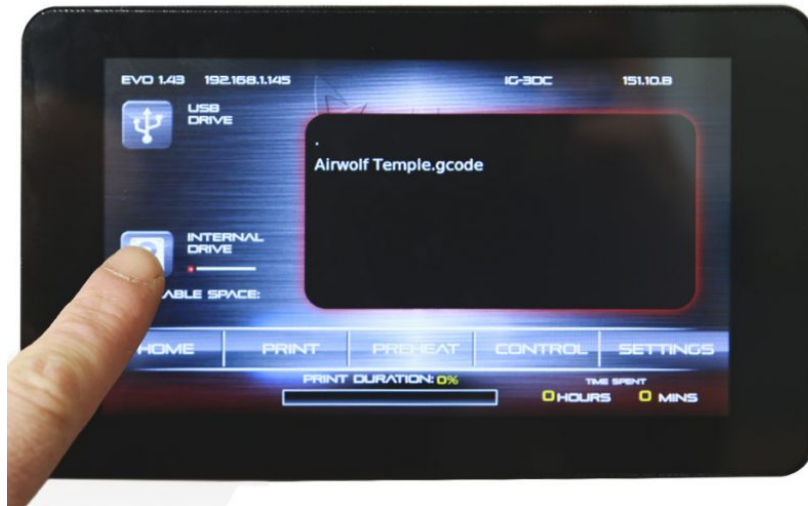 EVO 1.43 192.168.1.145 IG-3DC 151.10.8
USB
DRIVE
.
Airwolf Temple.gcode
INTERNAL
DRIVE
ABLE SPACE:
HOME PRINT PREHEAT CONTROL SETTINGS
PRINT DURATION: 0% TIME SPENT
0 HOURS 0 MINS